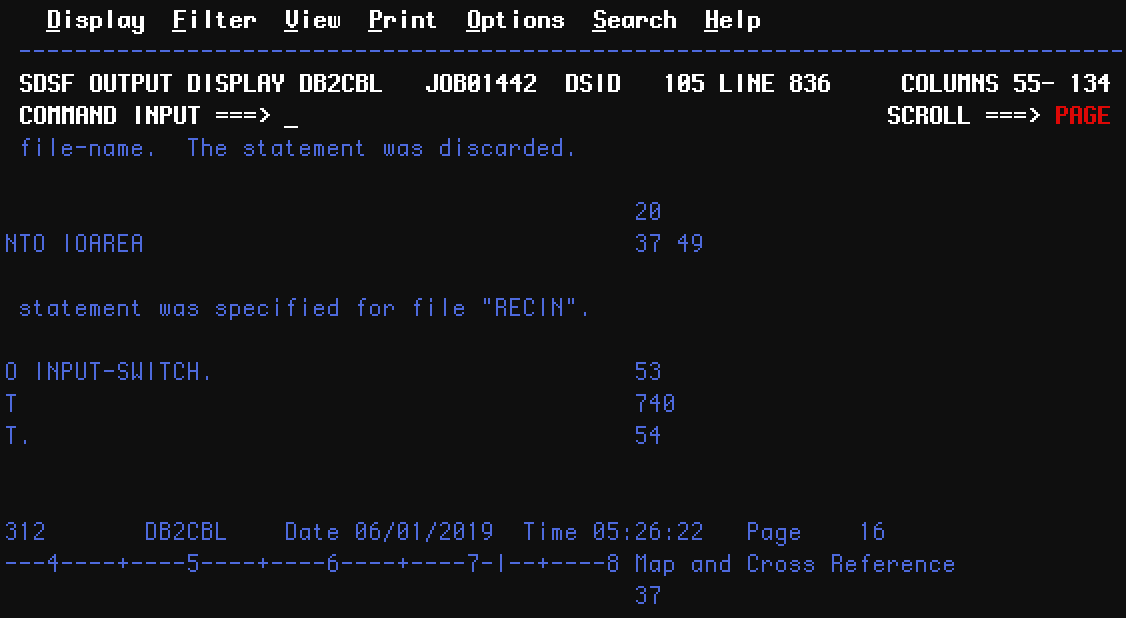 Display Filter View Print Options Search Help
-------------------------------------------------------------------------------
SDSF OUTPUT DISPLAY DB2CBL JOB01442 DSID 105 LINE 836 COLUMNS 55- 134
COMMAND INPUT ===> _ SCROLL ===> PAGE
file-name. The statement was discarded.
20
NTO IOAREA 37 49
statement was specified for file "RECIN".
O INPUT-SWITCH. 53
T 740
T. 54
312 DB2CBL Date 06/01/2019 Time 05:26:22 Page 16
---4----+----5----+----6----+----7-|--+----8 Map and Cross Reference
37